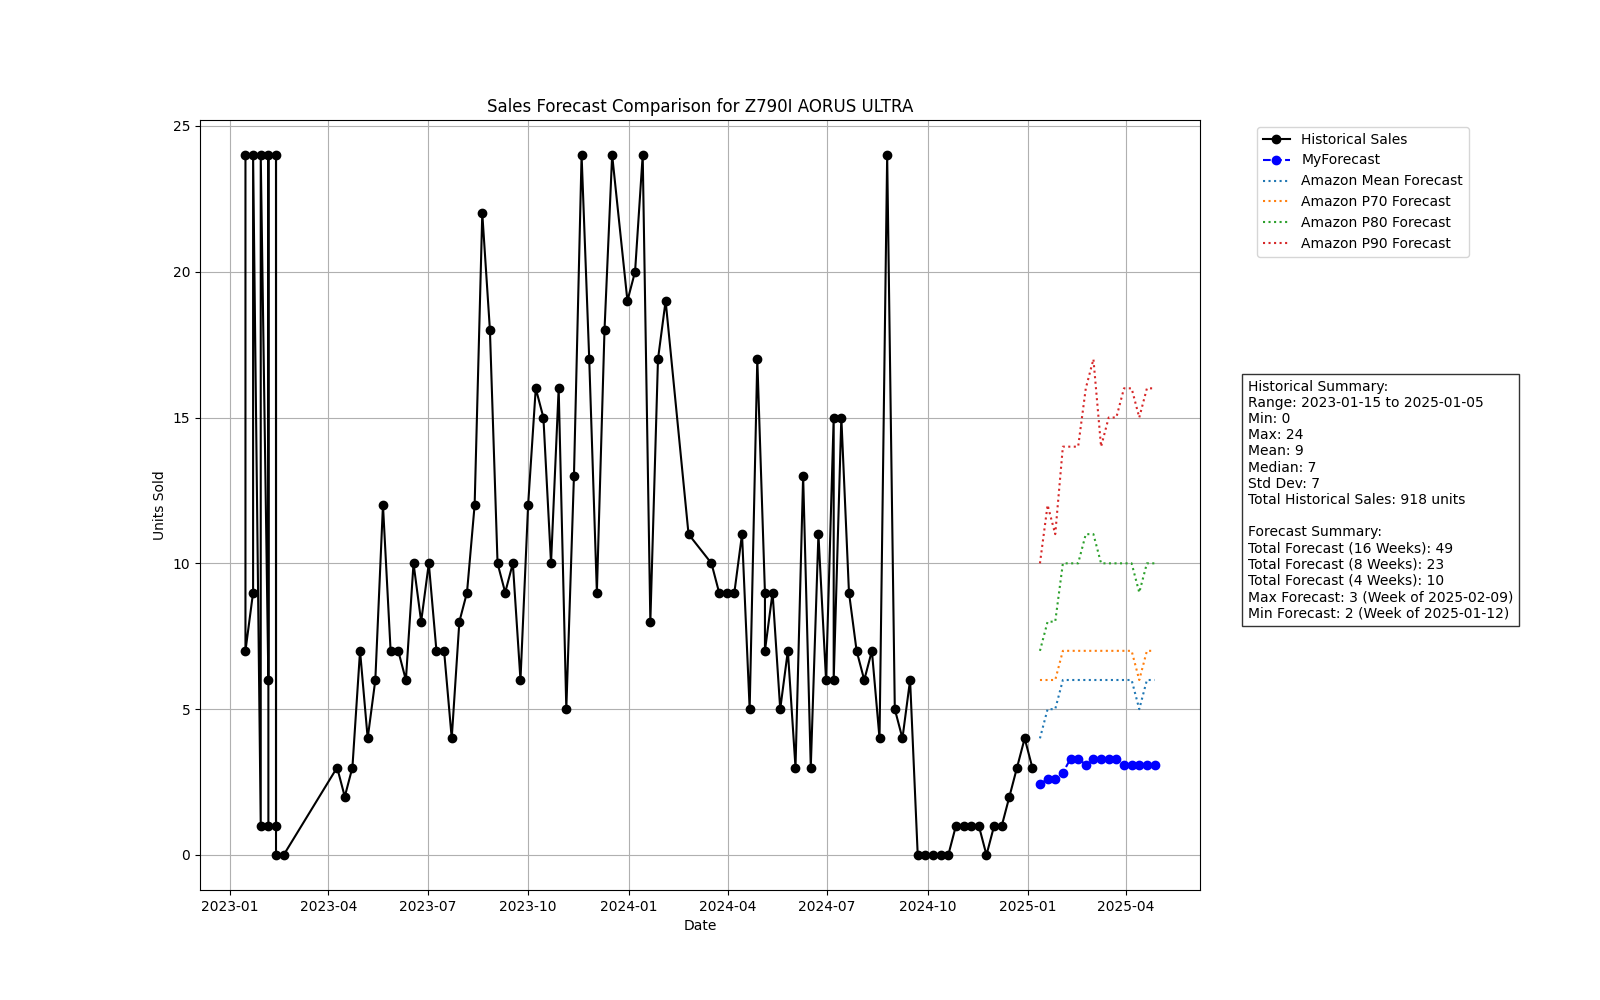 Sales Forecast Comparison for Z790I AORUS ULTRA
25
20
15
10
5
0
Units Sold
2023-01
2023-04
2023-07
2023-10
2024-01
2024-04
2024-07
2024-10
2025-01
2025-04
Date
Historical Sales
MyForecast
Amazon Mean Forecast
Amazon P70 Forecast
Amazon P80 Forecast
Amazon P90 Forecast
Historical Summary:
Range: 2023-01-15 to 2025-01-05
Min: 0
Max: 24
Mean: 9
Median: 7
Std Dev: 7
Total Historical Sales: 918 units
Forecast Summary:
Total Forecast (16 Weeks): 49
Total Forecast (8 Weeks): 23
Total Forecast (4 Weeks): 10
Max Forecast: 3 (Week of 2025-02-09)
Min Forecast: 2 (Week of 2025-01-12)